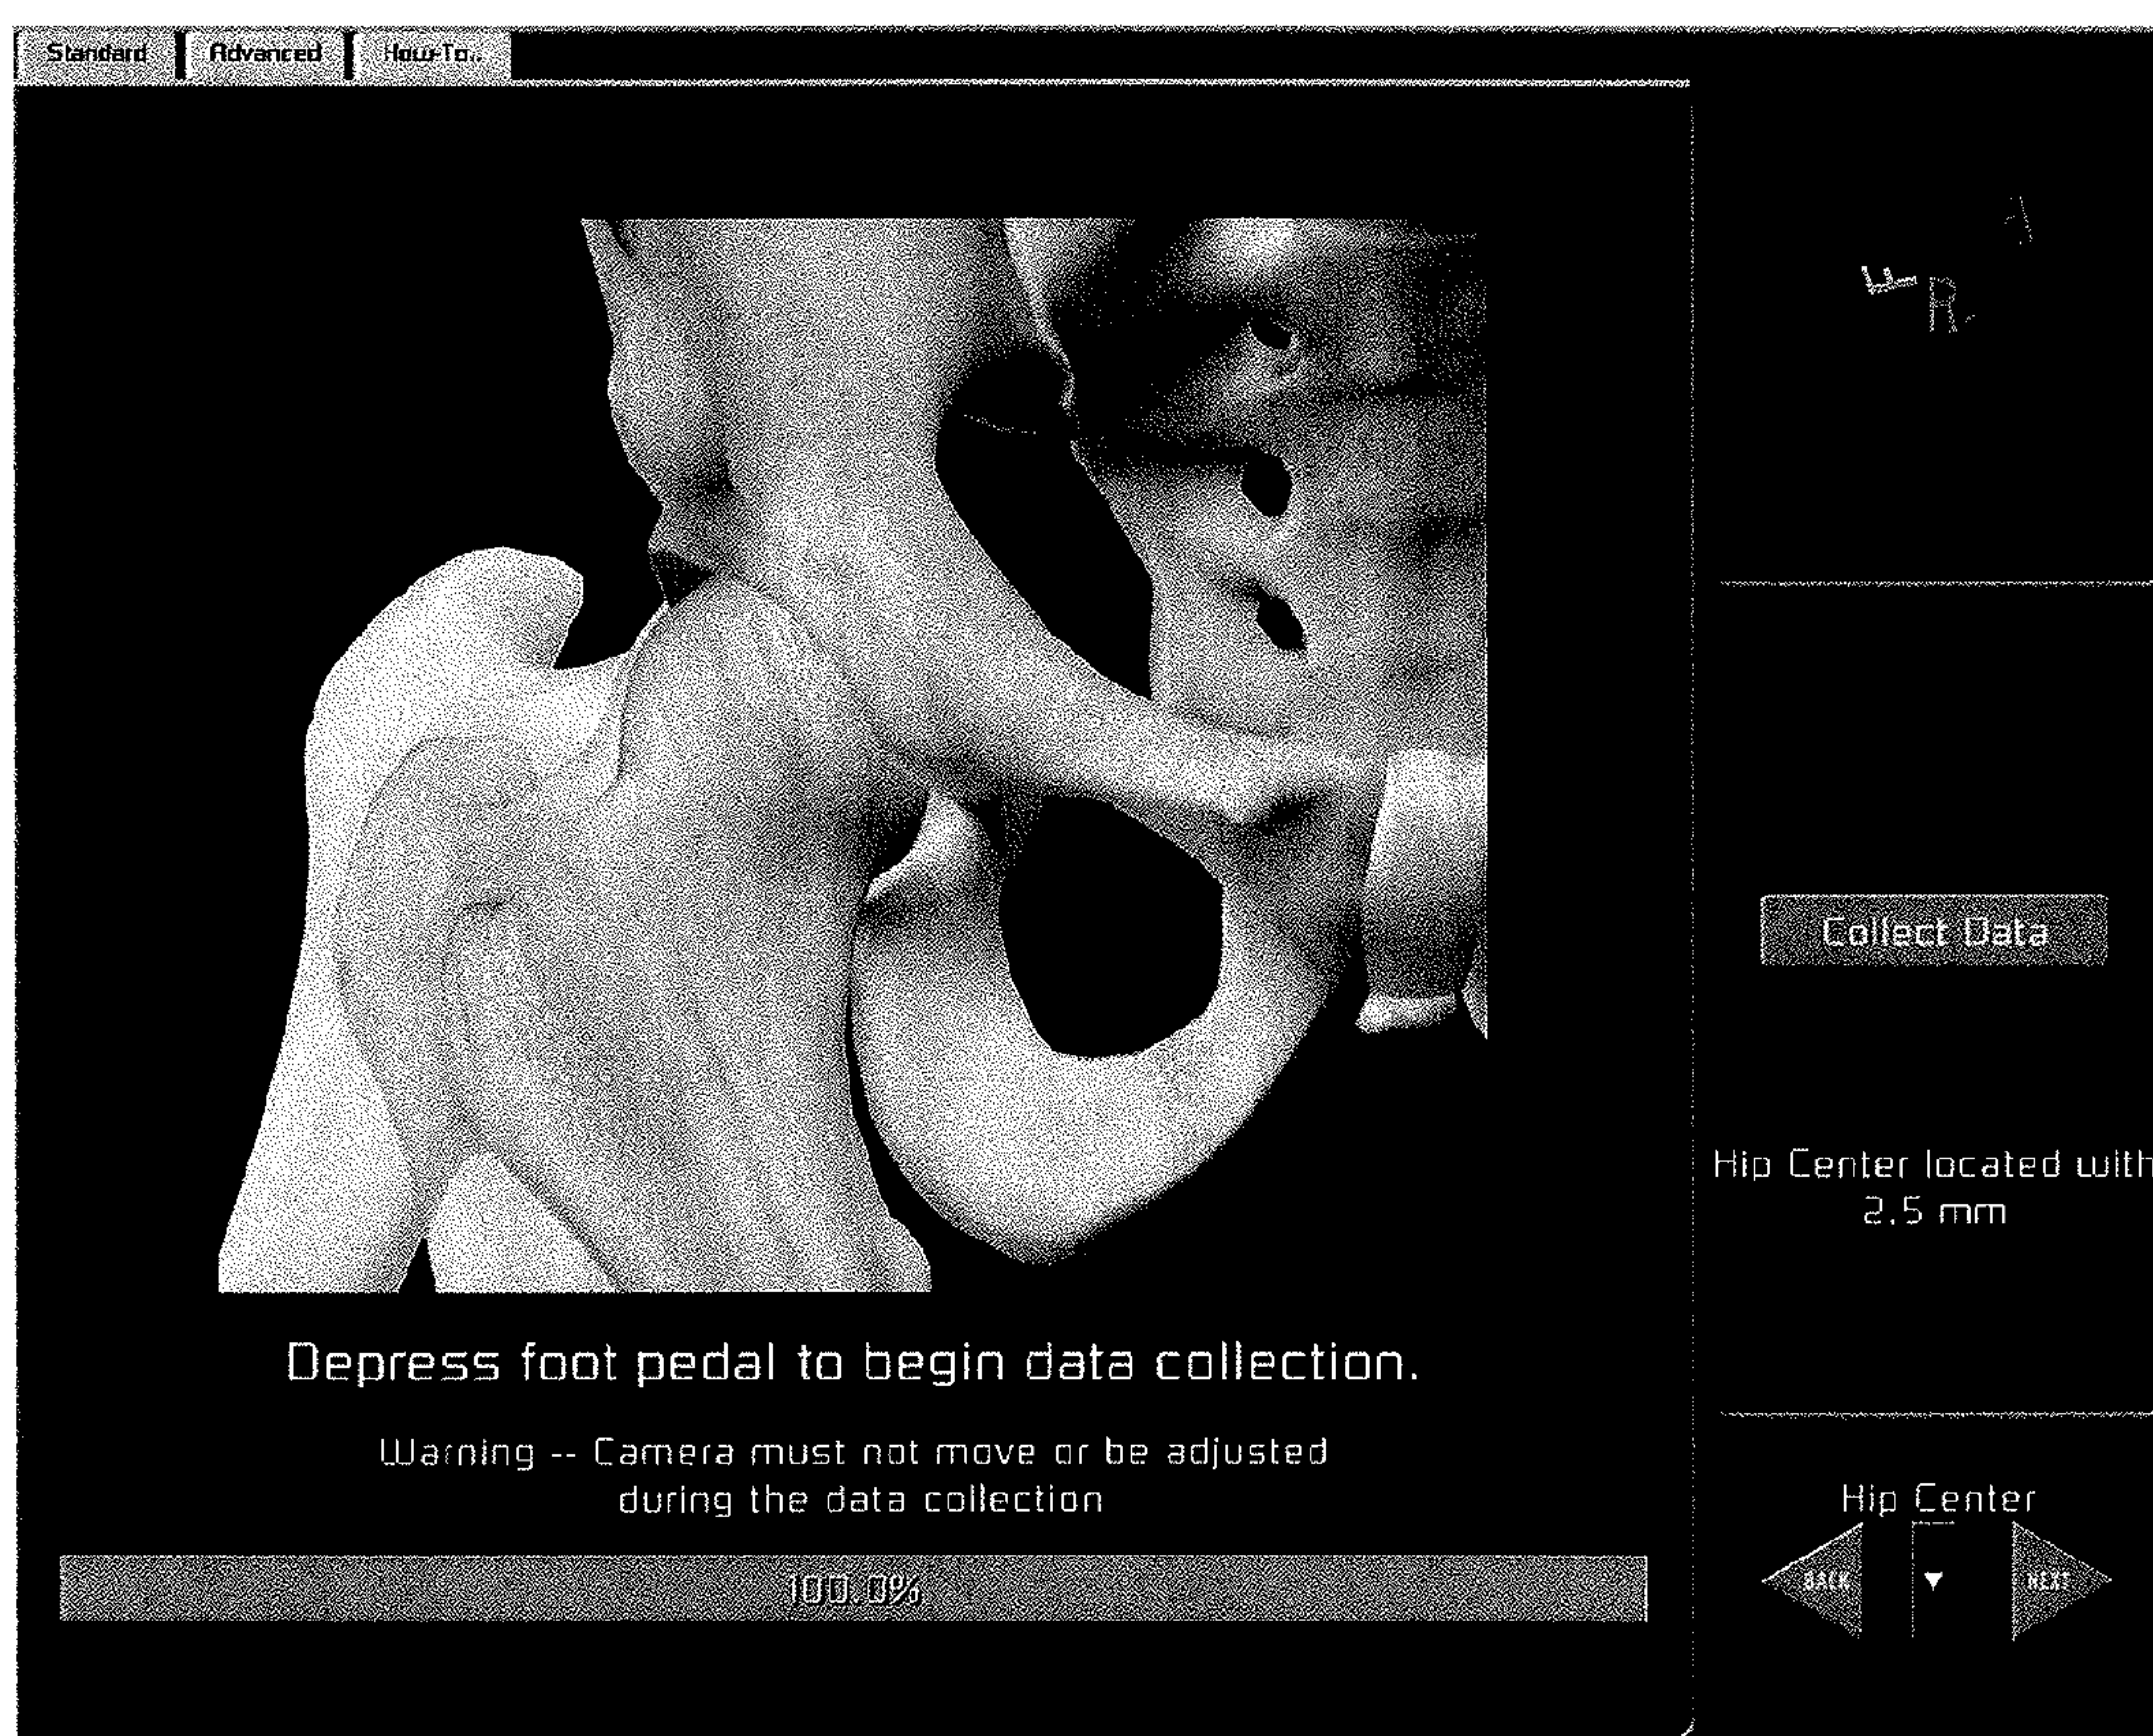 Standard
Advanced
How-To..
F
R
H
Collect Data
Hip Center located with
2.5 mm
Depress foot pedal to begin data collection.
Warning -- Camera must not move or be adjusted
during the data collection
100.0%
Hip Center
BACK
NEXT